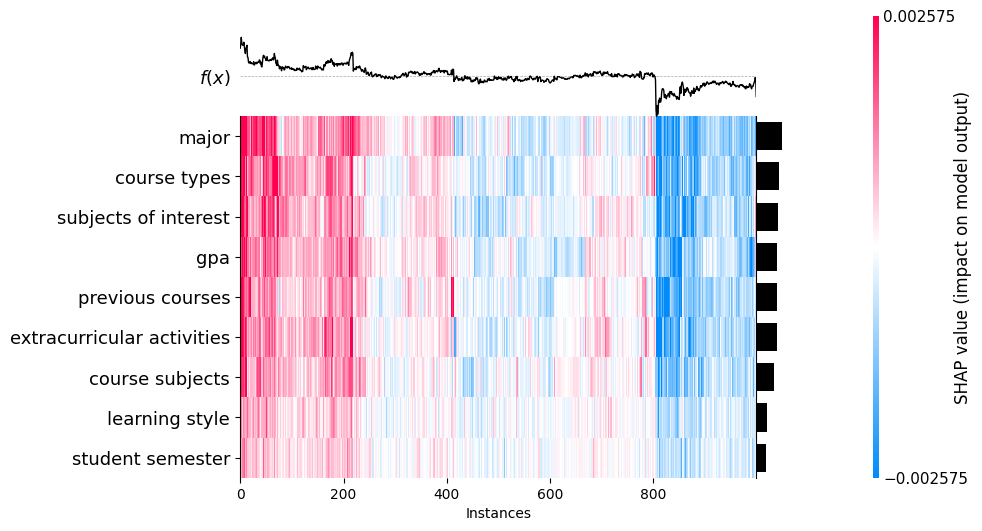 0.002575
f(x)
major
course types
subjects of interest
gpa
previous courses
extracurricular activities
course subjects
learning style
student semester
0 200 400 600 800
Instances
−0.002575
SHAP value (impact on model output)